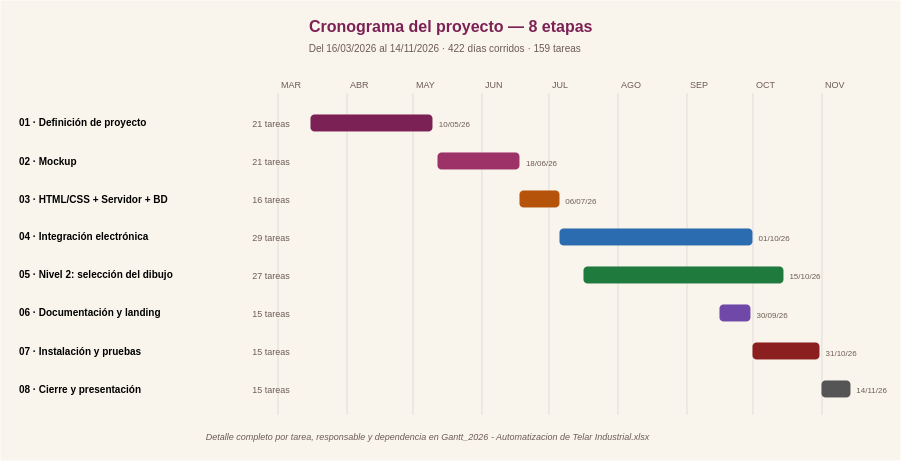 Cronograma del proyecto — 8 etapas
Del 16/03/2026 al 14/11/2026 · 422 días corridos · 159 tareas
MAR ABR MAY JUN JUL AGO SEP OCT NOV
01 · Definición de proyecto 21 tareas 10/05/26
02 · Mockup 21 tareas 18/06/26
03 · HTML/CSS + Servidor + BD 16 tareas 06/07/26
04 · Integración electrónica 29 tareas 01/10/26
05 · Nivel 2: selección del dibujo 27 tareas 15/10/26
06 · Documentación y landing 15 tareas 30/09/26
07 · Instalación y pruebas 15 tareas 31/10/26
08 · Cierre y presentación 15 tareas 14/11/26
Detalle completo por tarea, responsable y dependencia en Gantt_2026 - Automatizacion de Telar Industrial.xlsx